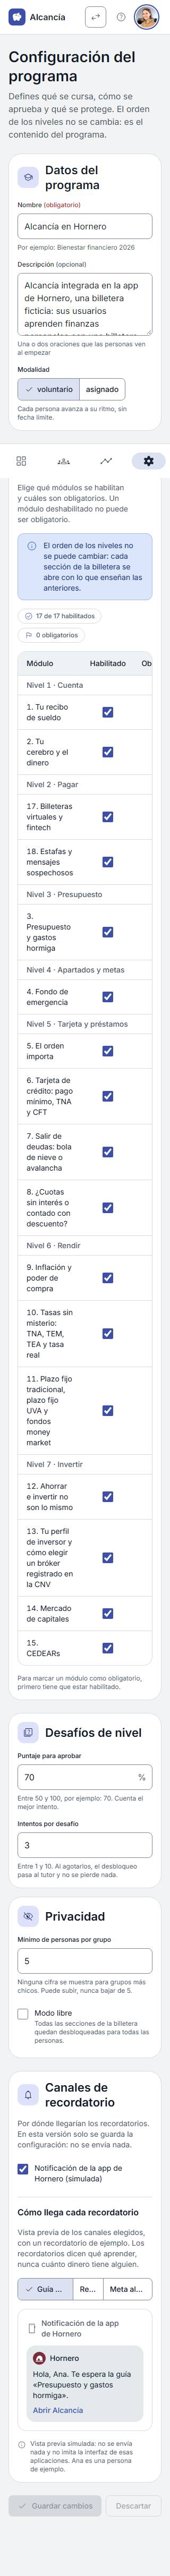 Alcancía
Configuración del
programa
Defines qué se cursa, cómo se
aprueba y qué se protege. El orden
de los niveles no se cambia: es el
contenido del programa.
Datos del
programa
Nombre (obligatorio)
Alcancía en Hornero
Por ejemplo: Bienestar financiero 2026
Descripción (opcional)
Alcancía integrada en la app
de Hornero, una billetera
ficticia: sus usuarios
aprenden finanzas
Una o dos oraciones que las personas ven
al empezar
Modalidad
voluntario
asignado
Cada persona avanza a su ritmo, sin
fecha límite.
Elige qué módulos se habilitan
y cuáles son obligatorios. Un
módulo deshabilitado no puede
ser obligatorio.
El orden de los niveles no
se puede cambiar: cada
sección de la billetera se
abre con lo que enseñan las
anteriores.
17 de 17 habilitados
0 obligatorios
Módulo Habilitado Ob
Nivel 1 · Cuenta
1. Tu recibo
de sueldo
2. Tu
cerebro y el
dinero
Nivel 2 · Pagar
17. Billeteras
virtuales y
fintech
18. Estafas y
mensajes
sospechosos
Nivel 3 · Presupuesto
3.
Presupuesto
y gastos
hormiga
Nivel 4 · Apartados y metas
4. Fondo de
emergencia
Nivel 5 · Tarjeta y préstamos
5. El orden
importa
6. Tarjeta de
crédito: pago
mínimo, TNA
y CFT
7. Salir de
deudas: bola
de nieve o
avalancha
8. ¿Cuotas
sin interés o
contado con
descuento?
Nivel 6 · Rendir
9. Inflación y
poder de
compra
10. Tasas sin
misterio:
TNA, TEM,
TEA y tasa
real
11. Plazo fijo
tradicional,
plazo fijo
UVA y
fondos
money
market
Nivel 7 · Invertir
12. Ahorrar
e invertir no
son lo mismo
13. Tu perfil
de inversor y
cómo elegir
un bróker
registrado en
la CNV
14. Mercado
de capitales
15.
CEDEARs
Para marcar un módulo como obligatorio,
primero tiene que estar habilitado.
Desafíos de nivel
Puntaje para aprobar
70 %
Entre 50 y 100, por ejemplo: 70. Cuenta el
mejor intento.
Intentos por desafío
3
Entre 1 y 10. Al agotarlos, el desbloqueo
pasa al tutor y no se pierde nada.
Privacidad
Mínimo de personas por grupo
5
Ninguna cifra se muestra para grupos más
chicos. Puede subir, nunca bajar de 5.
Modo libre
Todas las secciones de la billetera
quedan desbloqueadas para todas las
personas.
Canales de
recordatorio
Por dónde llegarían los recordatorios.
En esta versión solo se guarda la
configuración: no se envía nada.
Notificación de la app de
Hornero (simulada)
Cómo llega cada recordatorio
Vista previa de los canales elegidos,
con un recordatorio de ejemplo. Los
recordatorios dicen qué aprender,
nunca cuánto dinero tiene alguien.
Guía ...
Re...
Meta al...
Notificación de la app
de Hornero
Hornero
Hola, Ana. Te espera la guía
«Presupuesto y gastos
hormiga».
Abrir Alcancía
Vista previa simulada: no se envía
nada y no imita la interfaz de esas
aplicaciones. Ana es una persona
de ejemplo.
Guardar cambios
Descartar